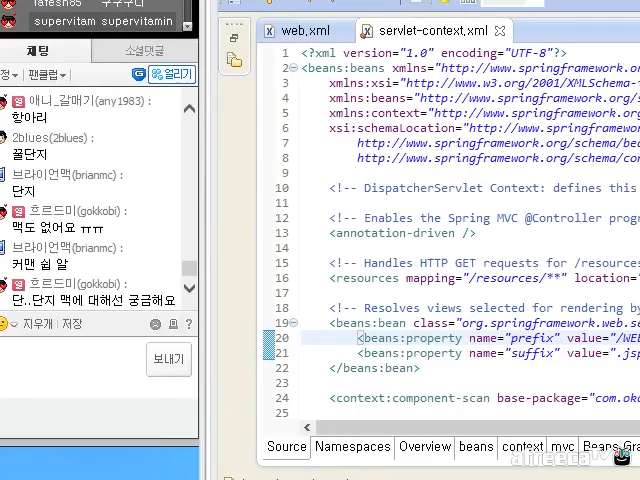 supervitam supervitamin
채팅
소셜댓글
정▾ 팬클럽▾
얼리기
열 애니_갈매기(any1983) :
항아리
2blues(2blues) :
꿀단지
브라이언맥(brianmc) :
단지
열 흐르드미(gokkobi) :
맥도 없어요 ㅠㅠ
브라이언맥(brianmc) :
커맨 쉽 알
열 흐르드미(gokkobi) :
단..단지 맥에 대해선 궁금해요
지우개 | 저장
보내기
web.xml
servlet-context.xml
1 <?xml version="1.0" encoding="UTF-8"?>
2 <beans:beans xmlns="http://www.springframework.or
3 xmlns:xsi="http://www.w3.org/2001/XMLSchema-
4 xmlns:beans="http://www.springframework.org/s
5 xmlns:context="http://www.springframework.or
6 xsi:schemaLocation="http://www.springframewor
7 http://www.springframework.org/schema/bea
8 http://www.springframework.org/schema/co
9
10 <!-- DispatcherServlet Context: defines this
11
12 <!-- Enables the Spring MVC @Controller progr
13 <annotation-driven />
14
15 <!-- Handles HTTP GET requests for /resources
16 <resources mapping="/resources/**" location=
17
18 <!-- Resolves views selected for rendering by
19 <beans:bean class="org.springframework.web.se
20 <beans:property name="prefix" value="/WE
21 <beans:property name="suffix" value=".jsp
22 </beans:bean>
23
24 <context:component-scan base-package="com.ok
25
Source Namespaces Overview beans context mvc Beans Gra
afreecaTV